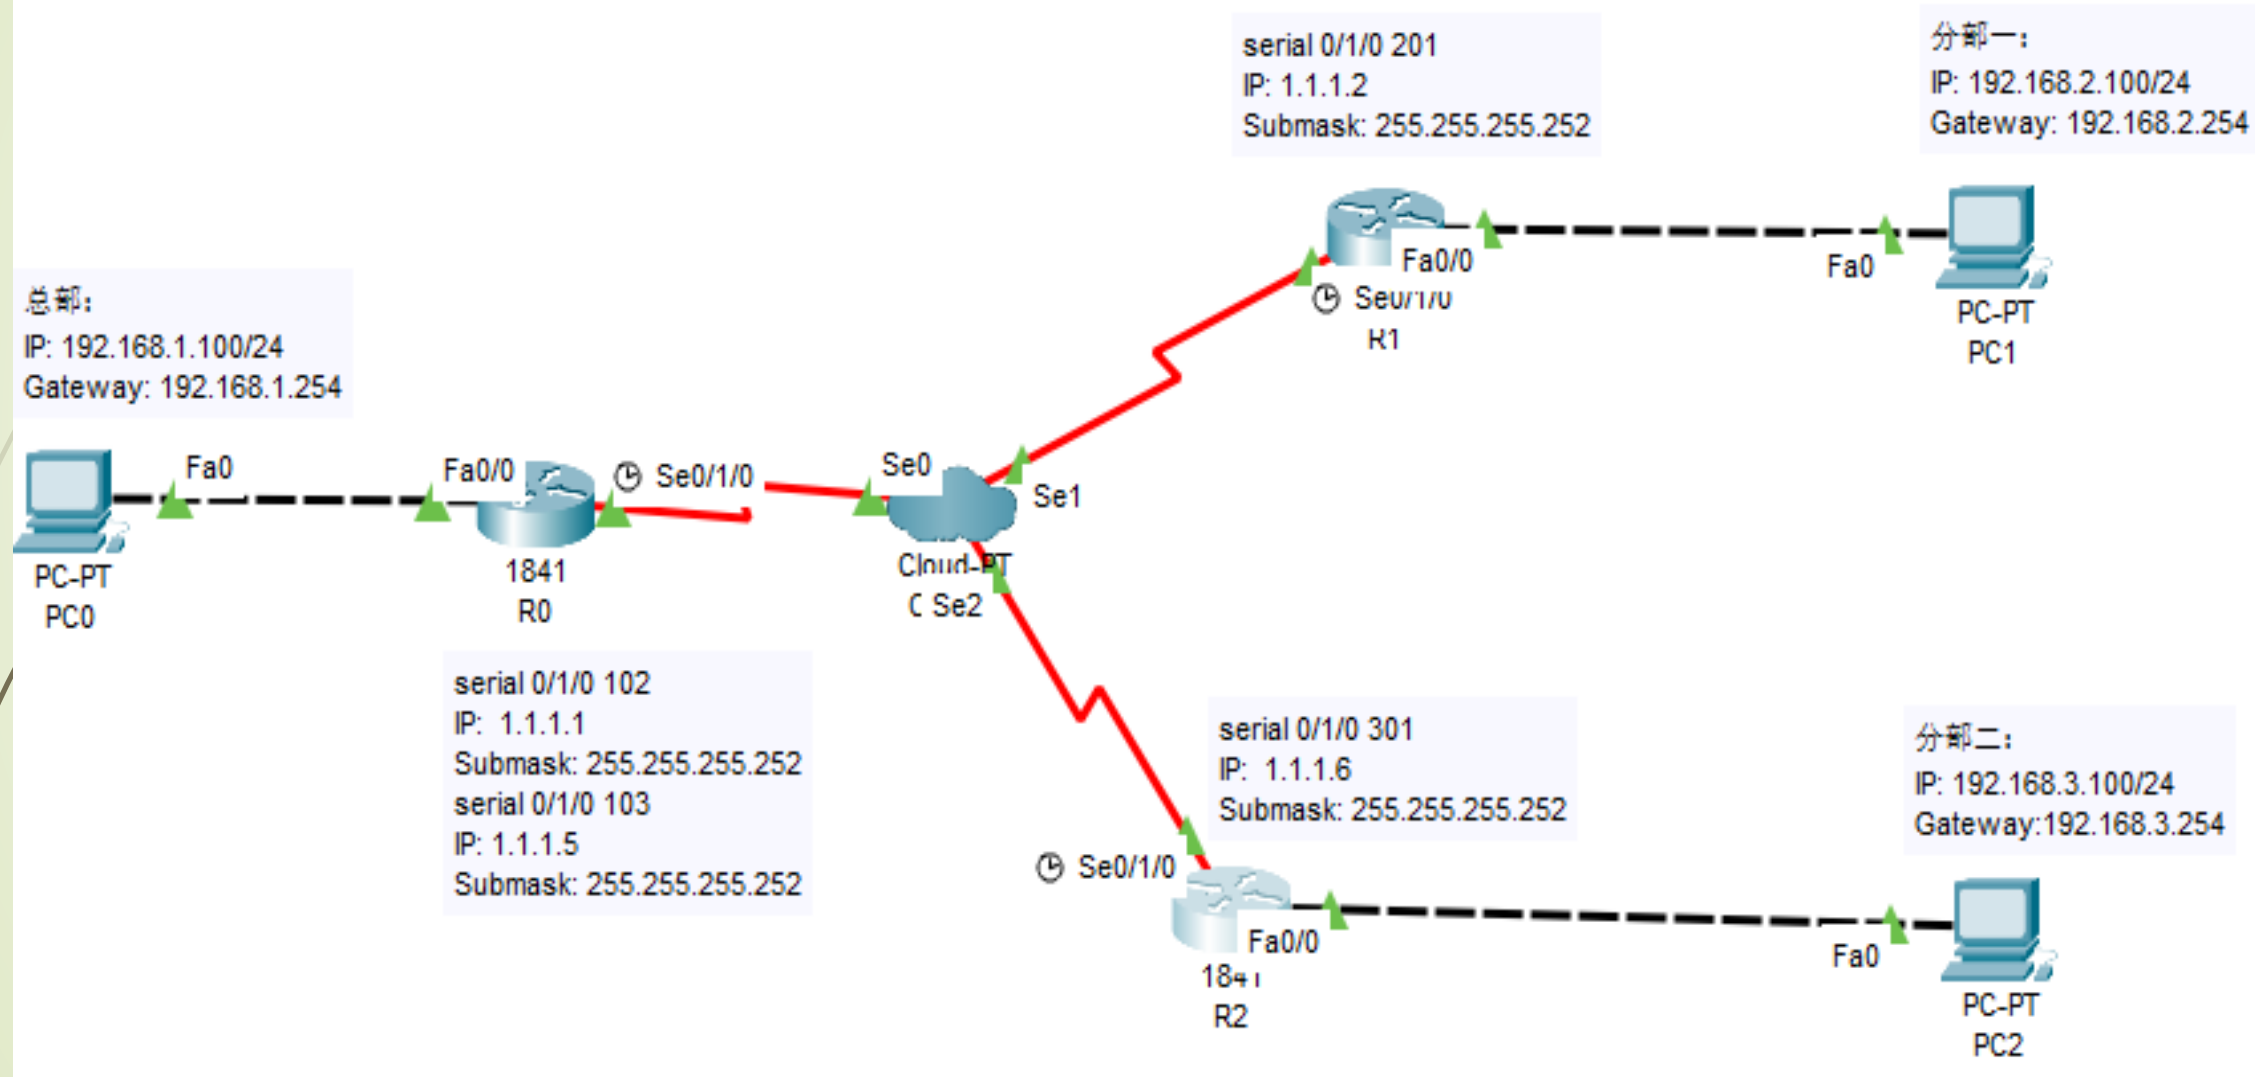 serial 0/1/0 201
IP: 1.1.1.2
Submask: 255.255.255.252
分部一:
IP: 192.168.2.100/24
Gateway: 192.168.2.254
Fa0/0
Se0/1/0
R1
Fa0
PC-PT
PC1
总部:
IP: 192.168.1.100/24
Gateway: 192.168.1.254
Fa0
PC-PT
PC0
Fa0/0
1841
R0
Se0/1/0
Se0
Se1
Cloud-PT
C Se2
serial 0/1/0 102
IP: 1.1.1.1
Submask: 255.255.255.252
serial 0/1/0 103
IP: 1.1.1.5
Submask: 255.255.255.252
serial 0/1/0 301
IP: 1.1.1.6
Submask: 255.255.255.252
Se0/1/0
Fa0/0
1841
R2
分部二:
IP: 192.168.3.100/24
Gateway:192.168.3.254
Fa0
PC-PT
PC2